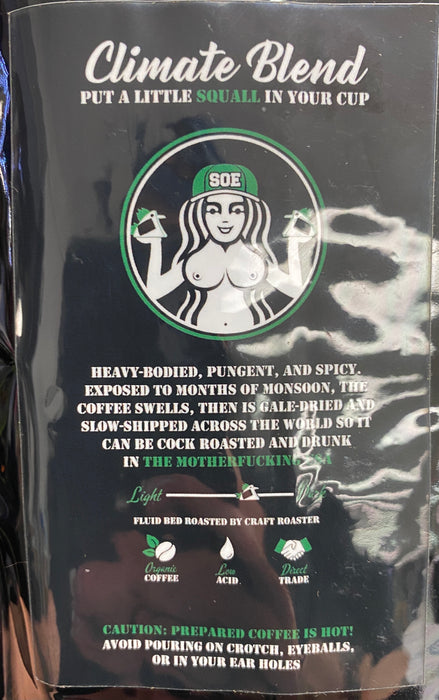 Climate Blend
PUT A LITTLE SQUALL IN YOUR CUP
SOE
HEAVY-BODIED, PUNGENT, AND SPICY.
EXPOSED TO MONTHS OF MONSOON, THE
COFFEE SWELLS, THEN IS GALE-DRIED AND
SLOW-SHIPPED ACROSS THE WORLD SO IT
CAN BE COCK ROASTED AND DRUNK
IN THE MOTHERFUCKING
Light
FLUID BED ROASTED BY CRAFT ROASTER
Organic Low Direct
COFFEE ACID TRADE
CAUTION: PREPARED COFFEE IS HOT!
AVOID POURING ON CROTCH, EYEBALLS,
OR IN YOUR EAR HOLES